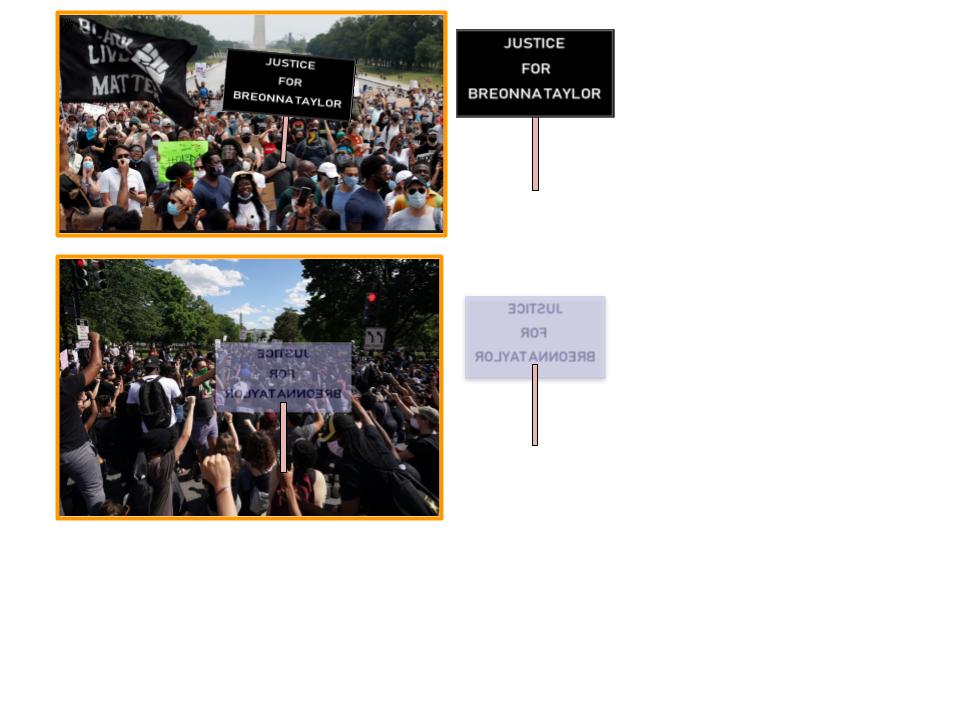 BLACK
LIVES
MATTER
JUSTICE
FOR
BREONNA TAYLOR
JUSTICE
FOR
BREONNA TAYLOR
JUSTICE
FOR
BREONNA TAYLOR
JUSTICE
FOR
BREONNA TAYLOR